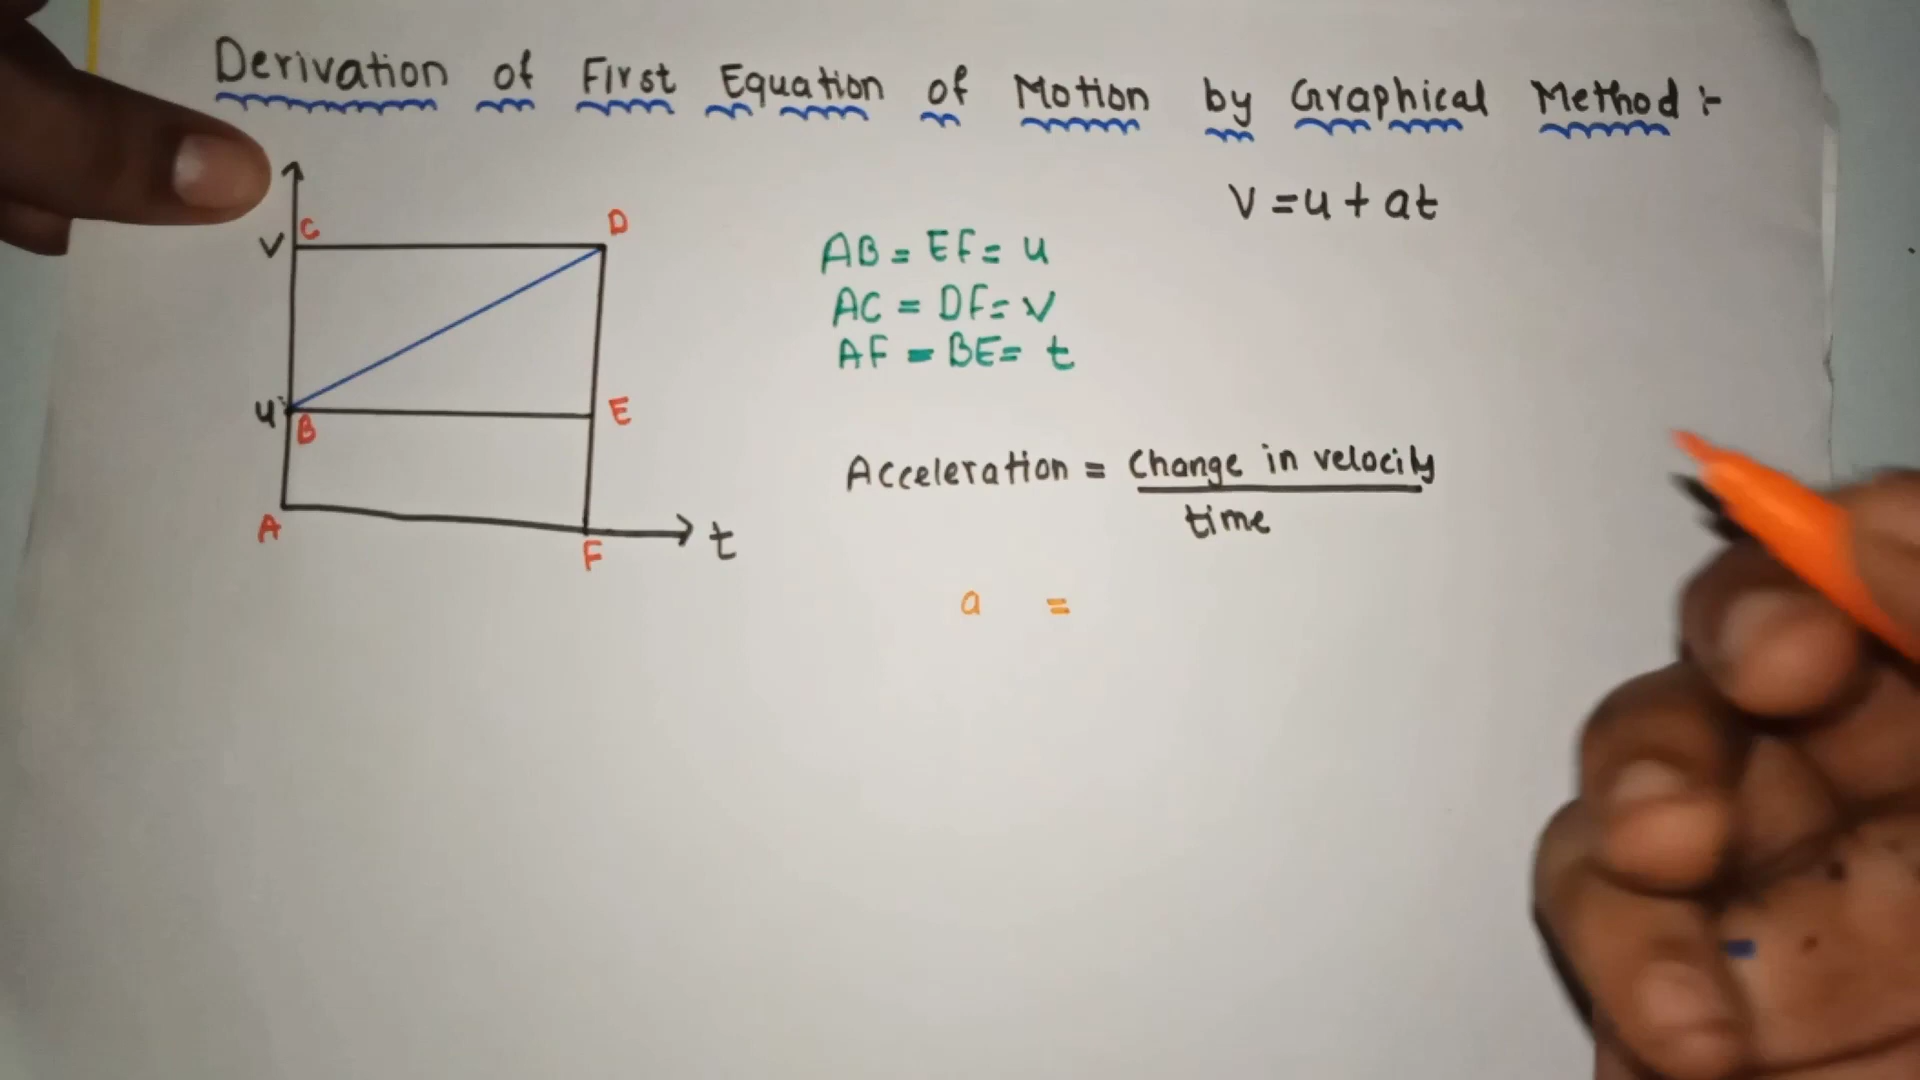 Derivation of First Equation of Motion by Graphical Method :-
V = u + at
V C D
u B E
A F t
AB = EF = u
AC = DF = V
AF = BE = t
Acceleration = Change in velocity
time
a =